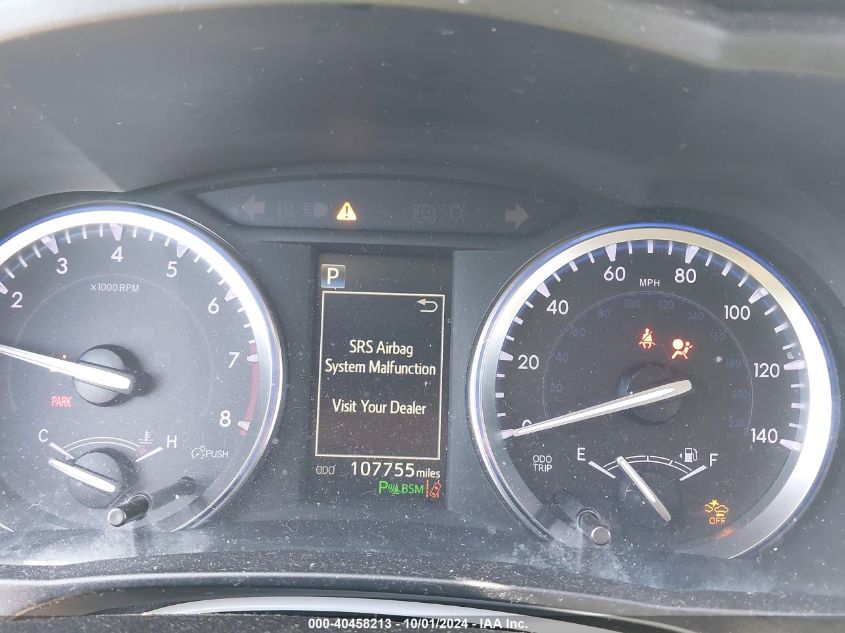 P
SRS Airbag
System Malfunction
Visit Your Dealer
ODO 107755 miles
P BSM
2 3 4 5 6 7 8
x1000 RPM
PARK
C H
PUSH
0 20 40 60 80 100 120 140
MPH
ODO
TRIP
E F
OFF
000-40458213 - 10/01/2024 - IAA Inc.